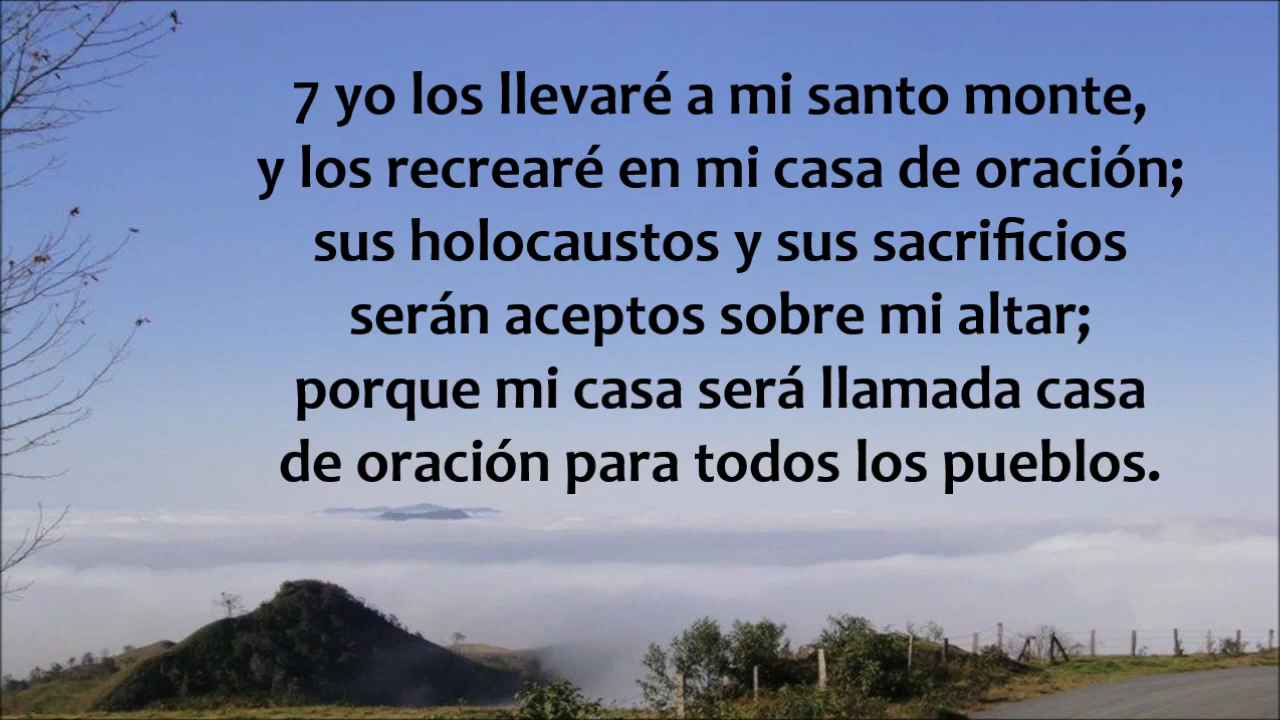 7 yo los llevaré a mi santo monte,
y los recrearé en mi casa de oración;
sus holocaustos y sus sacrificios
serán aceptos sobre mi altar;
porque mi casa será llamada casa
de oración para todos los pueblos.